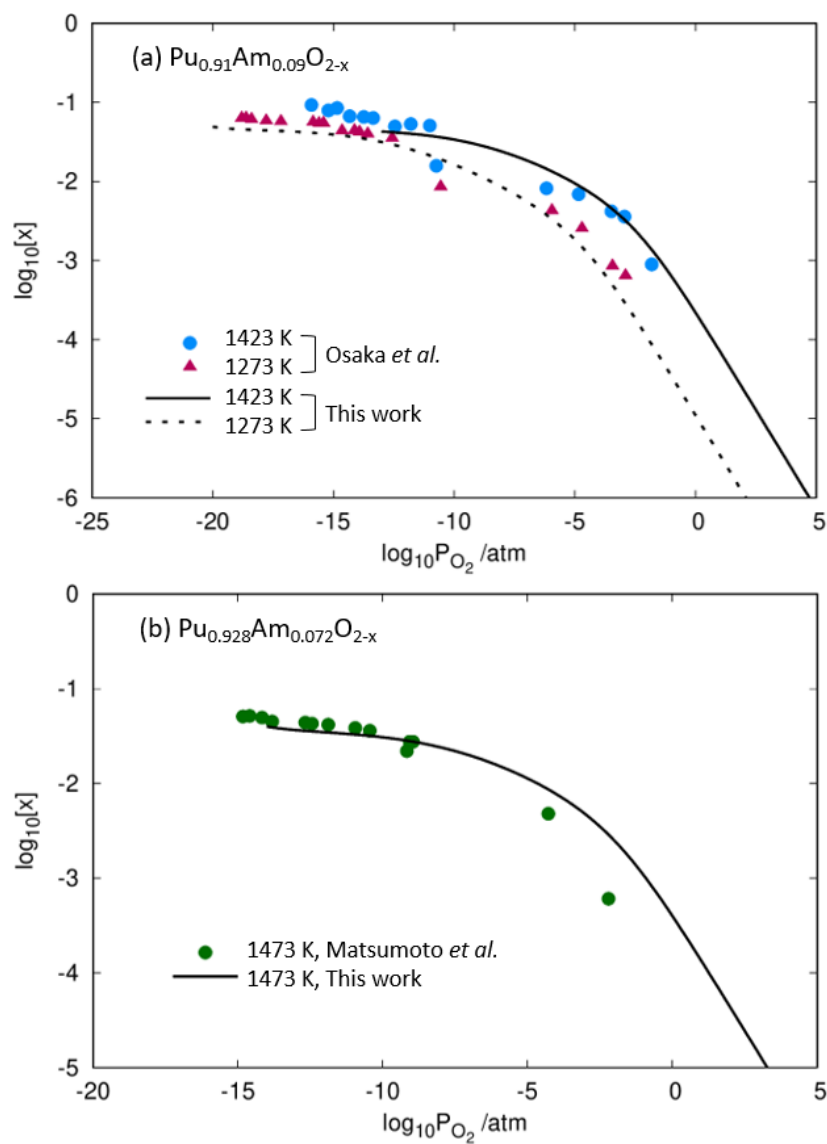 (a) Pu0.91Am0.09O2-x
0
-1
-2
-3
-4
-5
-6
log10[x]
1423 K
1273 K
Osaka et al.
1423 K
1273 K
This work
-25 -20 -15 -10 -5 0 5
log10PO2 /atm
(b) Pu0.928Am0.072O2-x
0
-1
-2
-3
-4
-5
log10[x]
1473 K, Matsumoto et al.
1473 K, This work
-20 -15 -10 -5 0 5
log10PO2 /atm